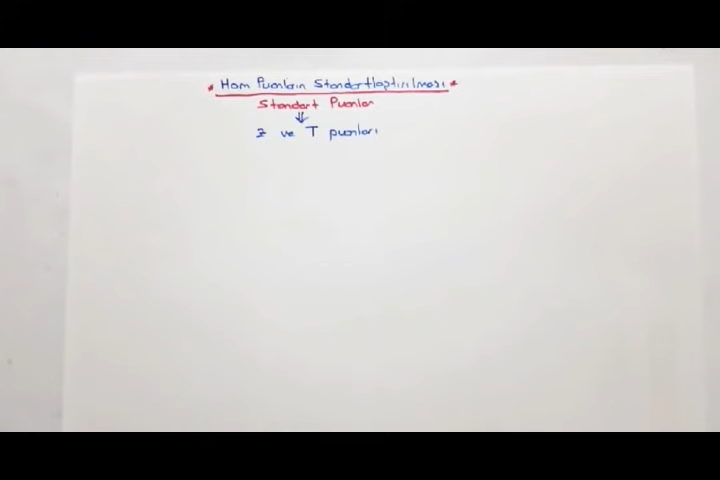 * Ham Puanların Standartlaştırılması *
Standart Puanlar
⇓
z ve T puanları